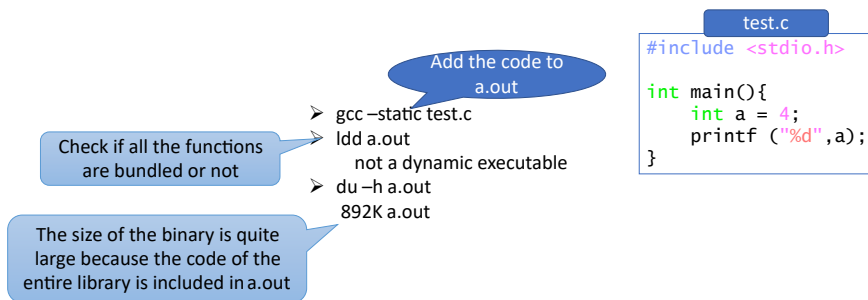 test.c
#include <stdio.h>
int main(){
int a = 4;
printf ("%d",a);
}
Add the code to
a.out
➢ gcc –static test.c
➢ ldd a.out
not a dynamic executable
➢ du –h a.out
892K a.out
Check if all the functions
are bundled or not
The size of the binary is quite
large because the code of the
entire library is included in a.out